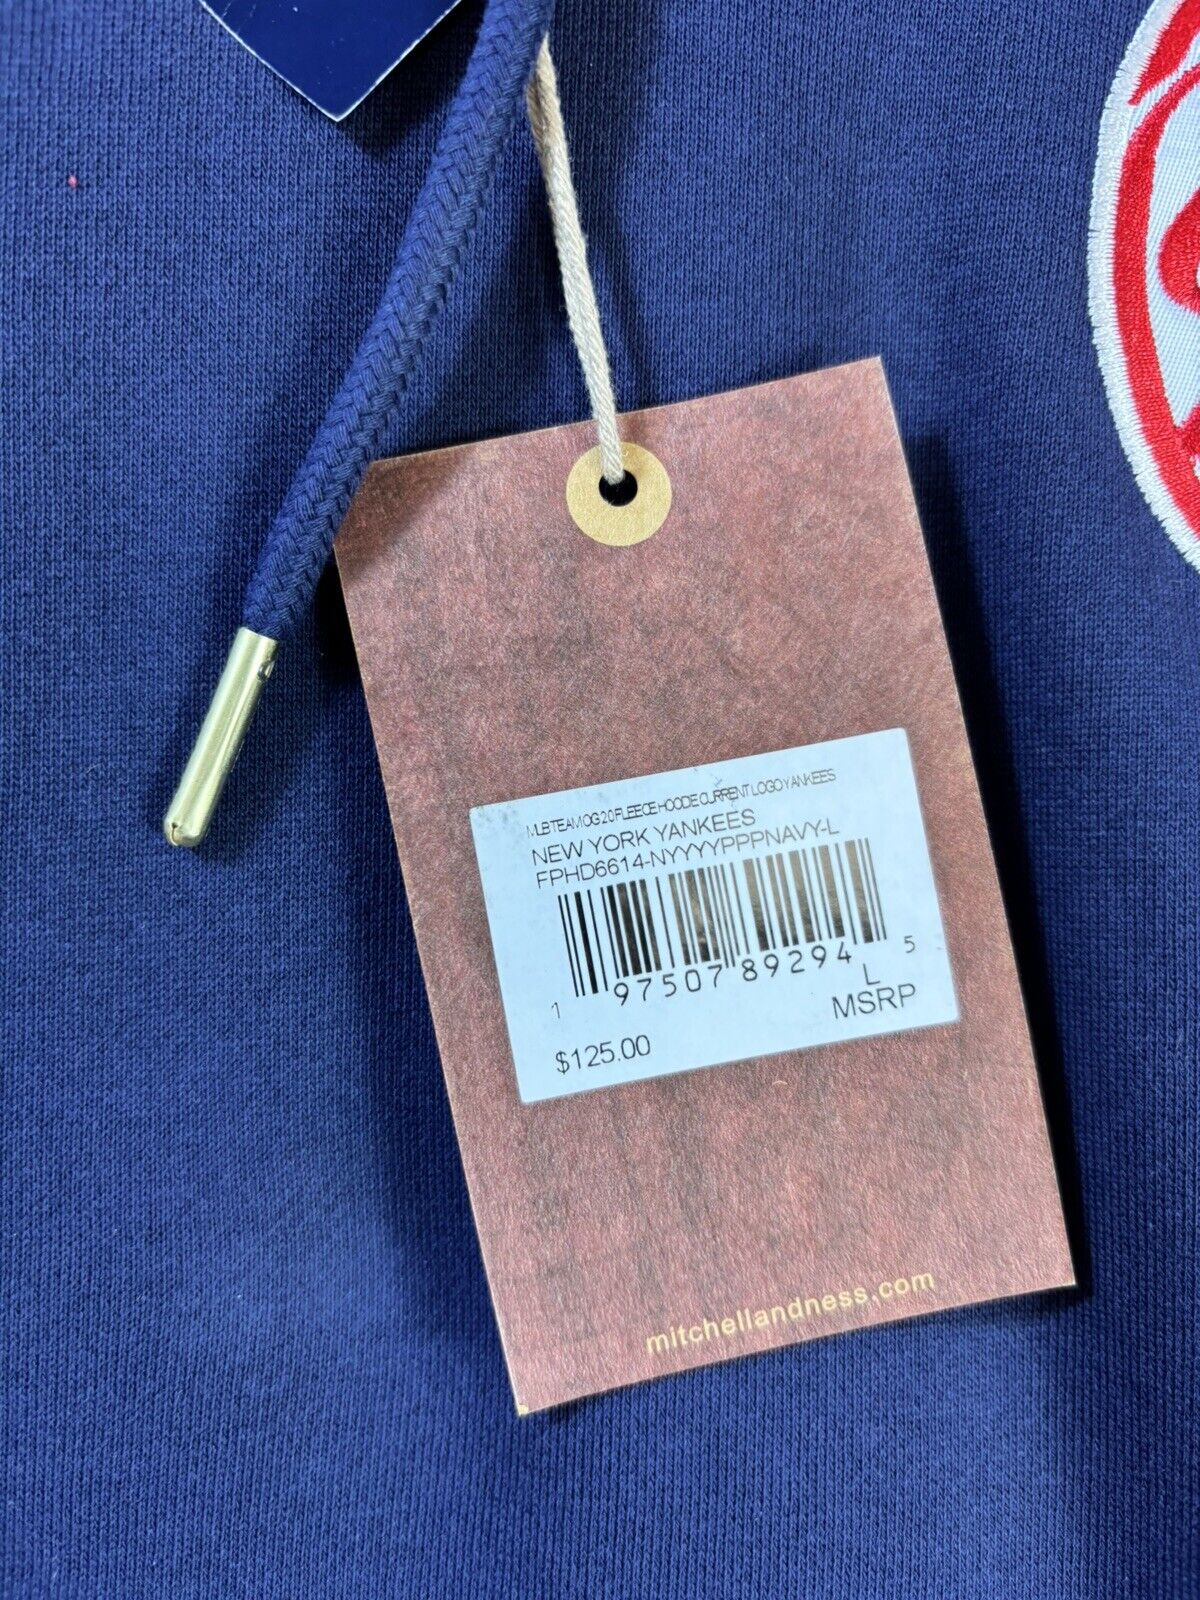 MLB TEAM OG 2.0 FLEECE HOODIE CURRENT LOGO YANKEES
NEW YORK YANKEES
FPHD6614-NYYYYPPPNAVY-L
1 97507 89294 5
L
$125.00 MSRP
mitchellandness.com